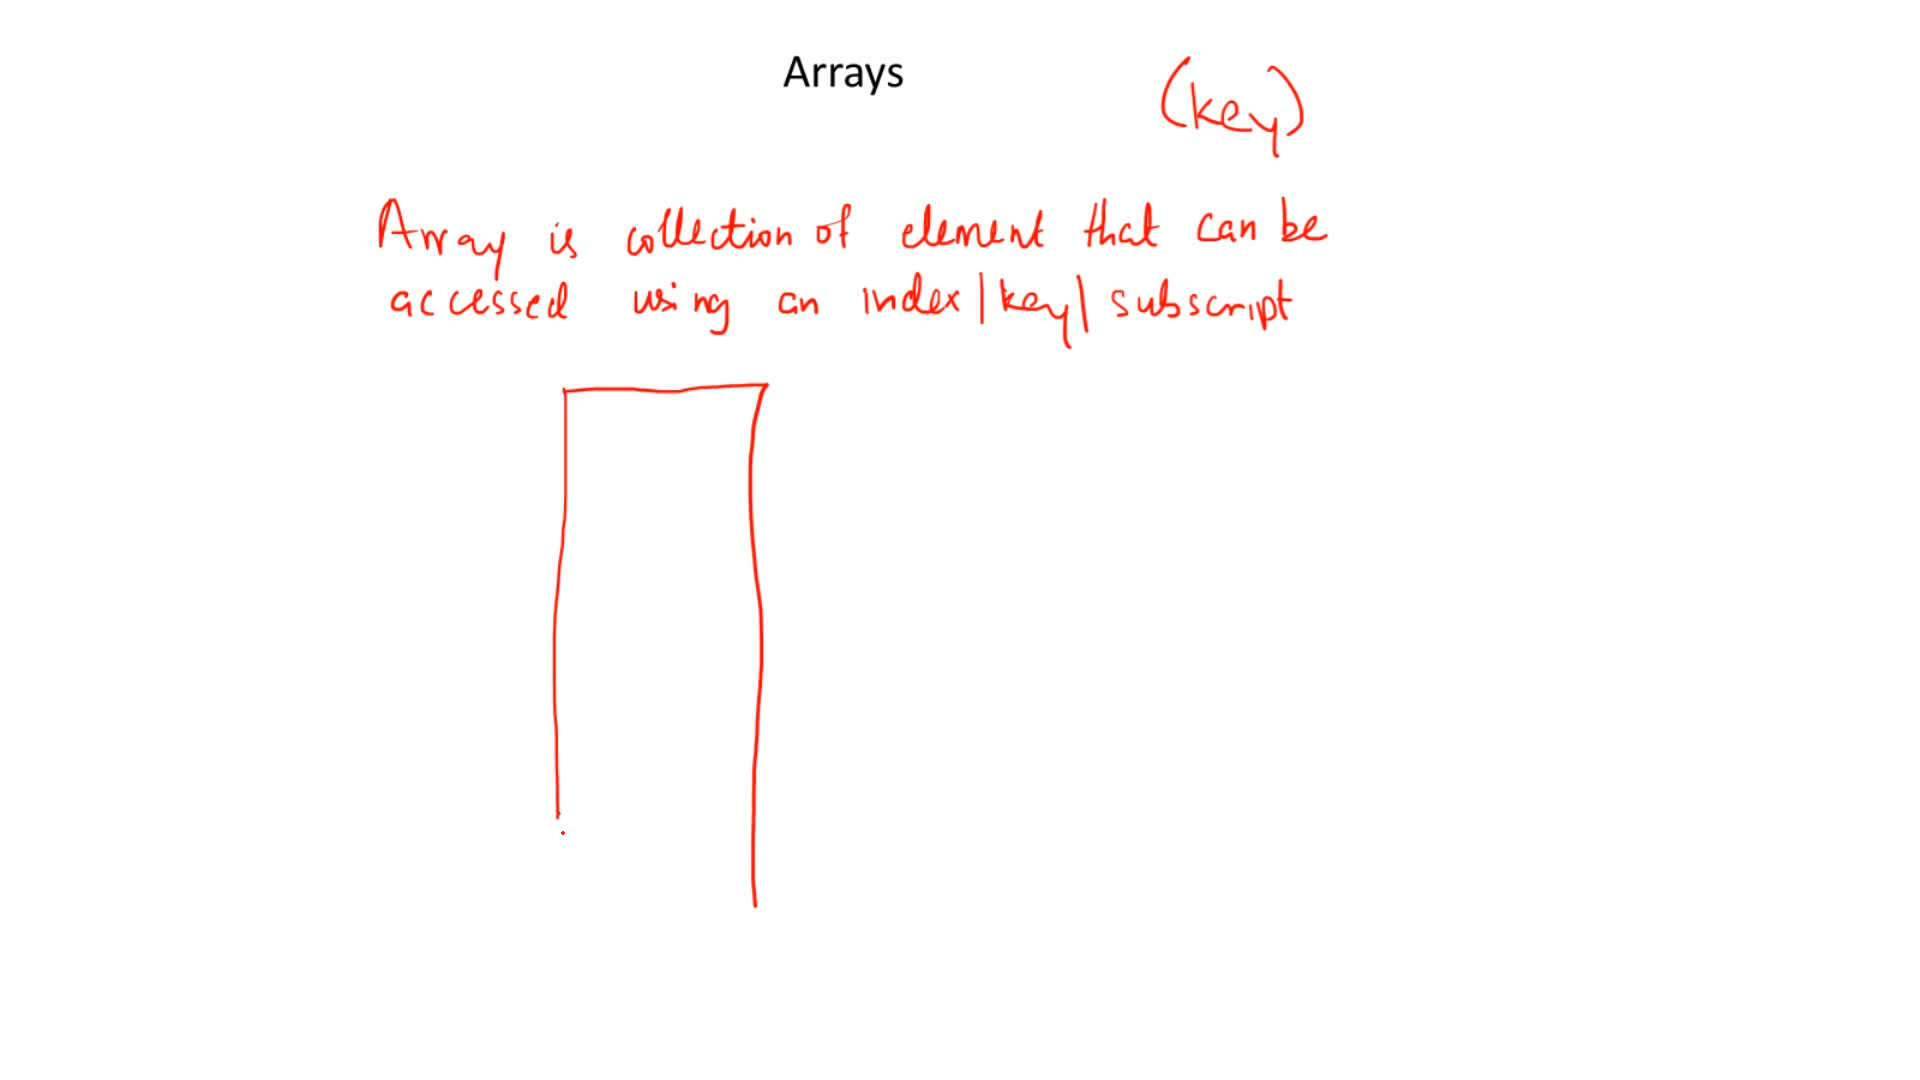 Arrays
(key)
Array is collection of element that can be
accessed using an index|key| subscript